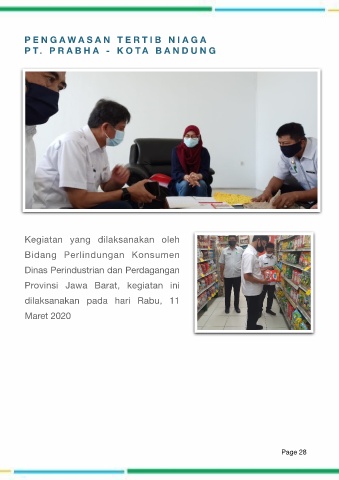 PENGAWASAN TERTIB NIAGA
PT. PRABHA - KOTA BANDUNG
Kegiatan yang dilaksanakan oleh
Bidang Perlindungan Konsumen
Dinas Perindustrian dan Perdagangan
Provinsi Jawa Barat, kegiatan ini
dilaksanakan pada hari Rabu, 11
Maret 2020
Page 28